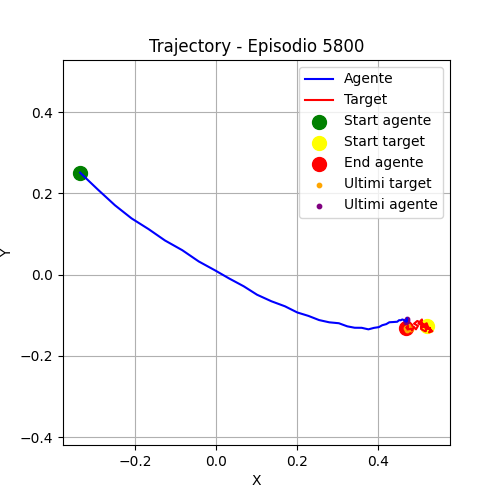 Trajectory - Episodio 5800
Agente
Target
Start agente
Start target
End agente
Ultimi target
Ultimi agente
0.4
0.2
0.0
−0.2
−0.4
Y
−0.2
0.0
0.2
0.4
X